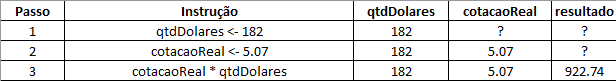 Passo Instrução qtdDolares cotacaoReal resultado
1 qtdDolares <- 182 182 ? ?
2 cotacaoReal <- 5.07 182 5.07 ?
3 cotacaoReal * qtdDolares 182 5.07 922.74